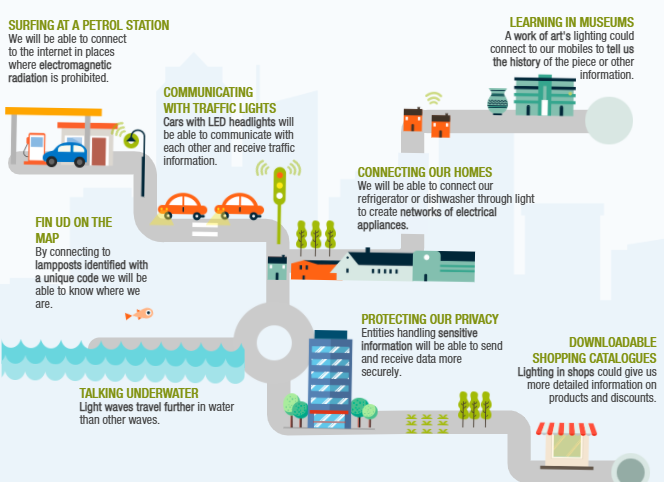 SURFING AT A PETROL STATION
We will be able to connect
to the internet in places
where electromagnetic
radiation is prohibited.
LEARNING IN MUSEUMS
A work of art's lighting could
connect to our mobiles to tell us
the history of the piece or other
information.
COMMUNICATING
WITH TRAFFIC LIGHTS
Cars with LED headlights will
be able to communicate with
each other and receive traffic
information.
CONNECTING OUR HOMES
We will be able to connect our
refrigerator or dishwasher through light
to create networks of electrical
appliances.
FIN UD ON THE
MAP
By connecting to
lampposts identified with
a unique code we will be
able to know where we
are.
PROTECTING OUR PRIVACY
Entities handling sensitive
information will be able to send
and receive data more
securely.
DOWNLOADABLE
SHOPPING CATALOGUES
Lighting in shops could give us
more detailed information on
products and discounts.
TALKING UNDERWATER
Light waves travel further in water
than other waves.